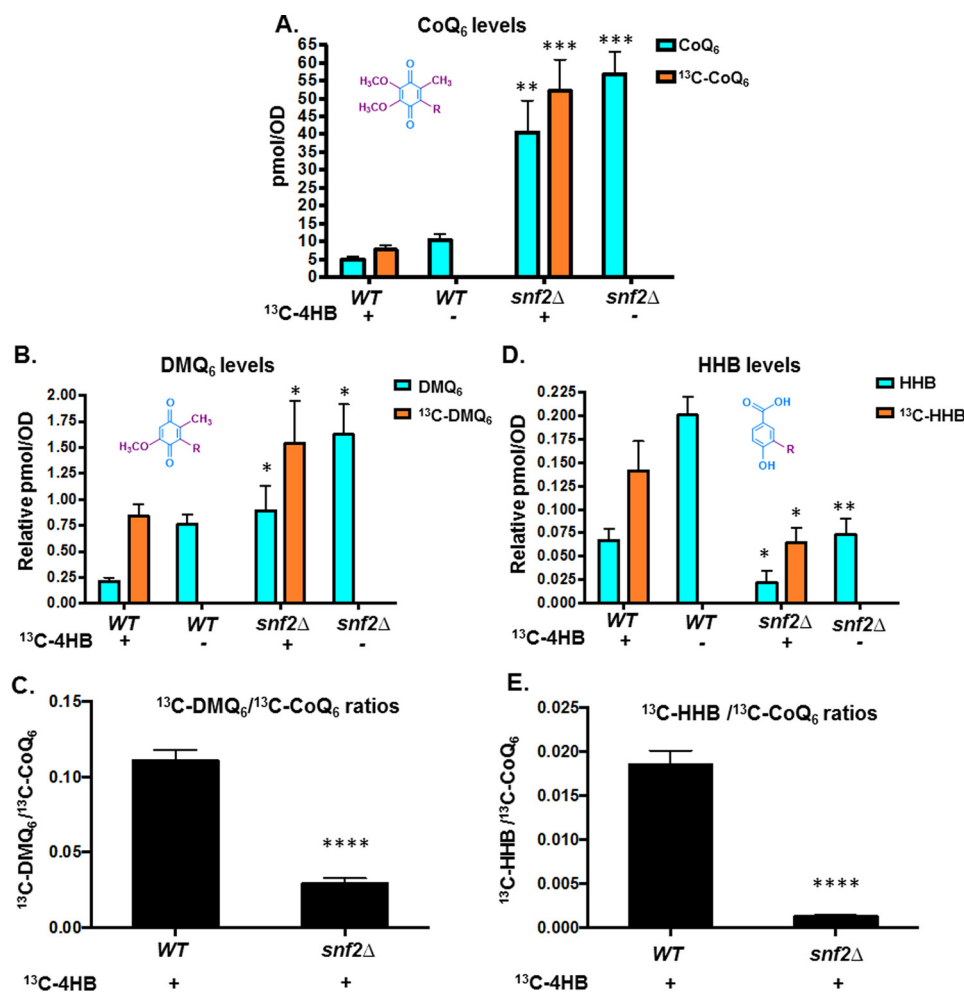 A. CoQ₆ levels
*** ***
**
CoQ₆
¹³C-CoQ₆
65
60
55
50
45
40
35
30
25
20
15
10
5
0
pmol/OD
O
H₃CO CH₃
H₃CO R
O
WT WT snf2Δ snf2Δ
¹³C-4HB + - + -
B. DMQ₆ levels
DMQ₆
¹³C-DMQ₆
2.00
1.75
1.50
1.25
1.00
0.75
0.50
0.25
0.00
Relative pmol/OD
* * *
O
CH₃
H₃CO R
O
WT WT snf2Δ snf2Δ
¹³C-4HB + - + -
D. HHB levels
HHB
¹³C-HHB
0.225
0.200
0.175
0.150
0.125
0.100
0.075
0.050
0.025
0.00
Relative pmol/OD
O OH
R
OH
* * **
WT WT snf2Δ snf2Δ
¹³C-4HB + - + -
C. ¹³C-DMQ₆/¹³C-CoQ₆ ratios
0.15
0.10
0.05
0.00
¹³C-DMQ₆/¹³C-CoQ₆
****
WT snf2Δ
¹³C-4HB + +
E. ¹³C-HHB /¹³C-CoQ₆ ratios
0.025
0.020
0.015
0.010
0.005
0.000
¹³C-HHB /¹³C-CoQ₆
****
WT snf2Δ
¹³C-4HB + +